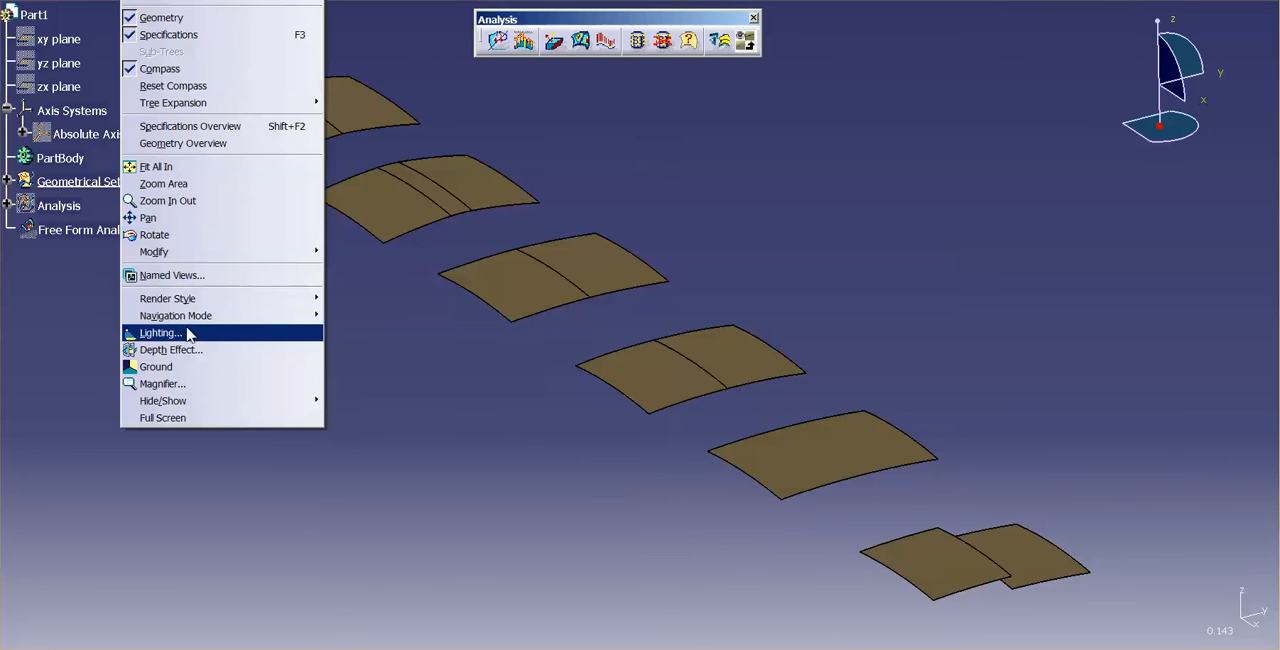 Part1
xy plane
yz plane
zx plane
Axis Systems
Absolute Axi
PartBody
Geometrical Set
Analysis
Free Form Anal
Geometry
Specifications F3
Sub-Trees
Compass
Reset Compass
Tree Expansion
Specifications Overview Shift+F2
Geometry Overview
Fit All In
Zoom Area
Zoom In Out
Pan
Rotate
Modify
Named Views...
Render Style
Navigation Mode
Lighting...
Depth Effect...
Ground
Magnifier...
Hide/Show
Full Screen
Analysis
z
y
x
z
y
x
0.143